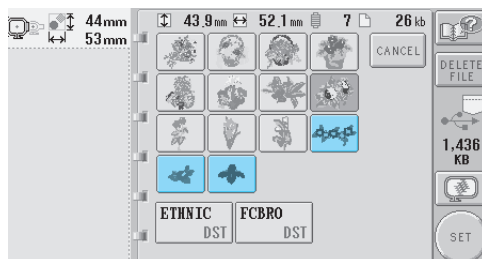 44mm
53mm
43.9mm 52.1mm 7 26kb
CANCEL
DELETE
FILE
1,436
KB
ETHNIC
DST
FCBRO
DST
SET